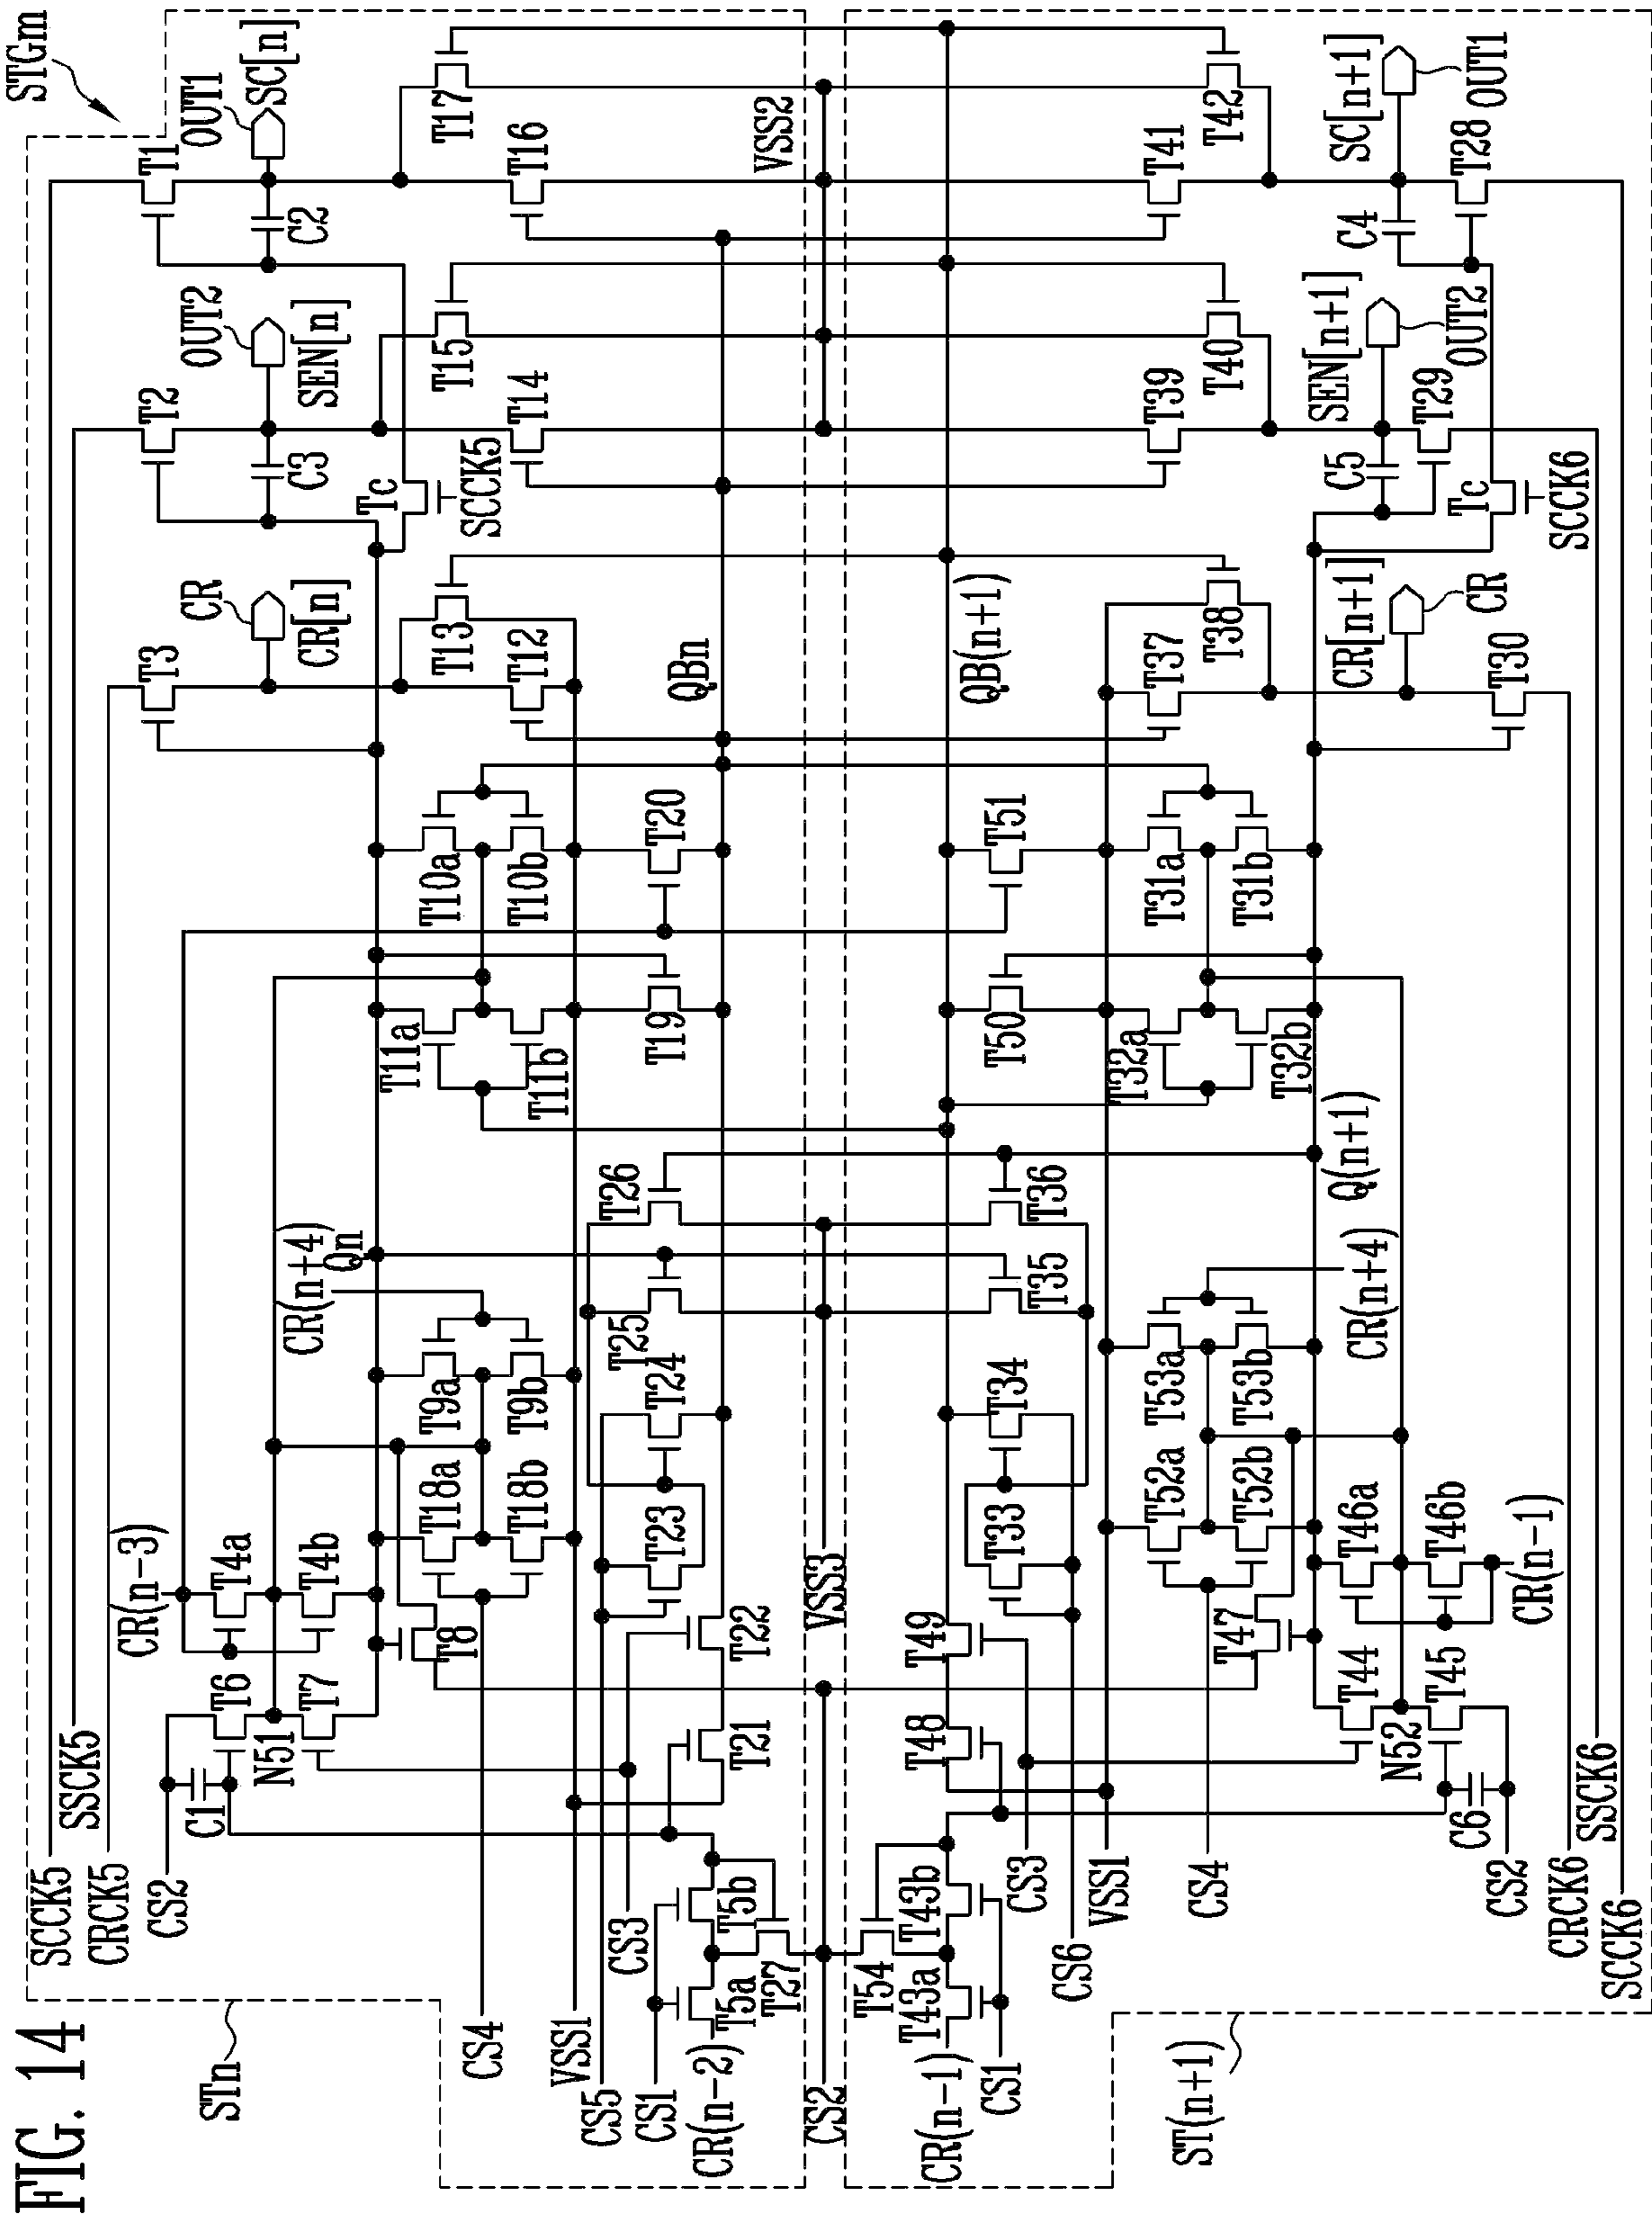 FIG. 14
STGm
STn
ST(n+1)
SCCK5
SSCK5
CRCK5
CS2
C1
CR(n-3)
T4a
T4b
T6
N51
T7
T8
CR(n+4)
Qn
T18a
T18b
T9a
T9b
T11a
T11b
T10a
T10b
T19
T20
T3
CR
CR[n]
T13
T12
T2
OUT2
SEN[n]
C3
Tc
SCCK5
T15
T14
T1
OUT1
SC[n]
C2
T17
T16
VSS2
QBn
CS4
VSS1
CS5
CS1
CR(n-2)
CS3
T5a
T5b
T27
T21
T22
T23
T24
T25
T26
VSS3
CS2
CR(n-1)
CS1
T54
T43a
T43b
T48
T49
T33
T34
T35
T36
T50
T51
QB(n+1)
CS3
CS6
VSS1
CS4
T47
T52a
T52b
T53a
T53b
CR(n+4)
Q(n+1)
T32a
T32b
T31a
T31b
T37
T38
CR[n+1]
CR
T30
T39
T40
SEN[n+1]
OUT2
C5
T29
Tc
SCCK6
T41
T42
SC[n+1]
OUT1
C4
T28
T44
N52
T45
T46a
T46b
CR(n-1)
C6
CS2
CRCK6
SSCK6
SCCK6